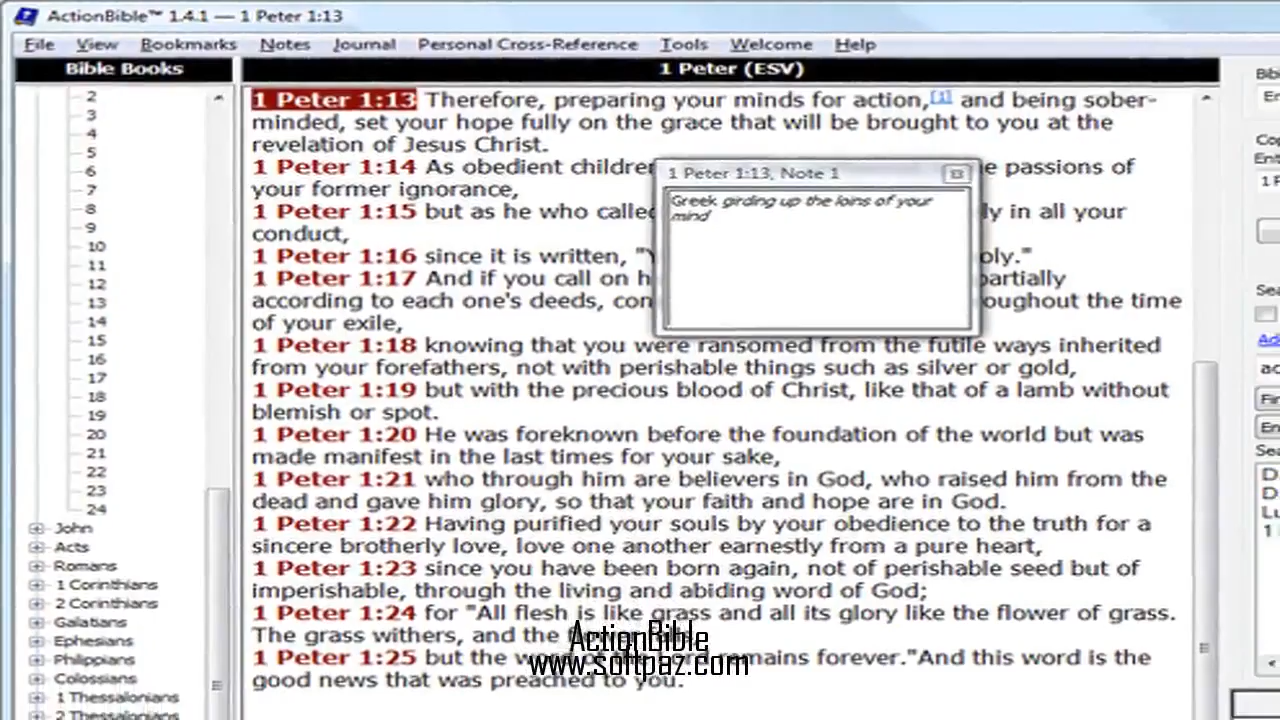 ActionBible™ 1.4.1 — 1 Peter 1:13
File View Bookmarks Notes Journal Personal Cross-Reference Tools Welcome Help
Bible Books
2
3
4
5
6
7
8
9
10
11
12
13
14
15
16
17
18
19
20
21
22
23
24
John
Acts
Romans
1 Corinthians
2 Corinthians
Galatians
Ephesians
Philippians
Colossians
1 Thessalonians
2 Thessalonians
1 Peter (ESV)
1 Peter 1:13 Therefore, preparing your minds for action,[1] and being sober-
minded, set your hope fully on the grace that will be brought to you at the
revelation of Jesus Christ.
1 Peter 1:14 As obedient children e passions of
your former ignorance,
1 Peter 1:15 but as he who called ly in all your
conduct,
1 Peter 1:16 since it is written, "Y oly."
1 Peter 1:17 And if you call on h partially
according to each one's deeds, con oughout the time
of your exile,
1 Peter 1:18 knowing that you were ransomed from the futile ways inherited
from your forefathers, not with perishable things such as silver or gold,
1 Peter 1:19 but with the precious blood of Christ, like that of a lamb without
blemish or spot.
1 Peter 1:20 He was foreknown before the foundation of the world but was
made manifest in the last times for your sake,
1 Peter 1:21 who through him are believers in God, who raised him from the
dead and gave him glory, so that your faith and hope are in God.
1 Peter 1:22 Having purified your souls by your obedience to the truth for a
sincere brotherly love, love one another earnestly from a pure heart,
1 Peter 1:23 since you have been born again, not of perishable seed but of
imperishable, through the living and abiding word of God;
1 Peter 1:24 for "All flesh is like grass and all its glory like the flower of grass.
The grass withers, and the
1 Peter 1:25 but the remains forever."And this word is the
good news that was preached to you.
1 Peter 1:13, Note 1
Greek girding up the loins of your
mind
ActionBible
www.softpaz.com